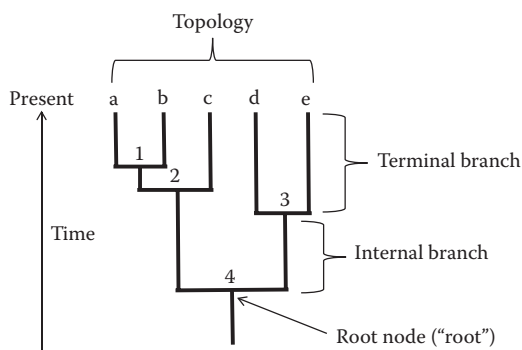 Topology
Present a b c d e
1
2
Terminal branch
3
Time
Internal branch
4
Root node (“root”)